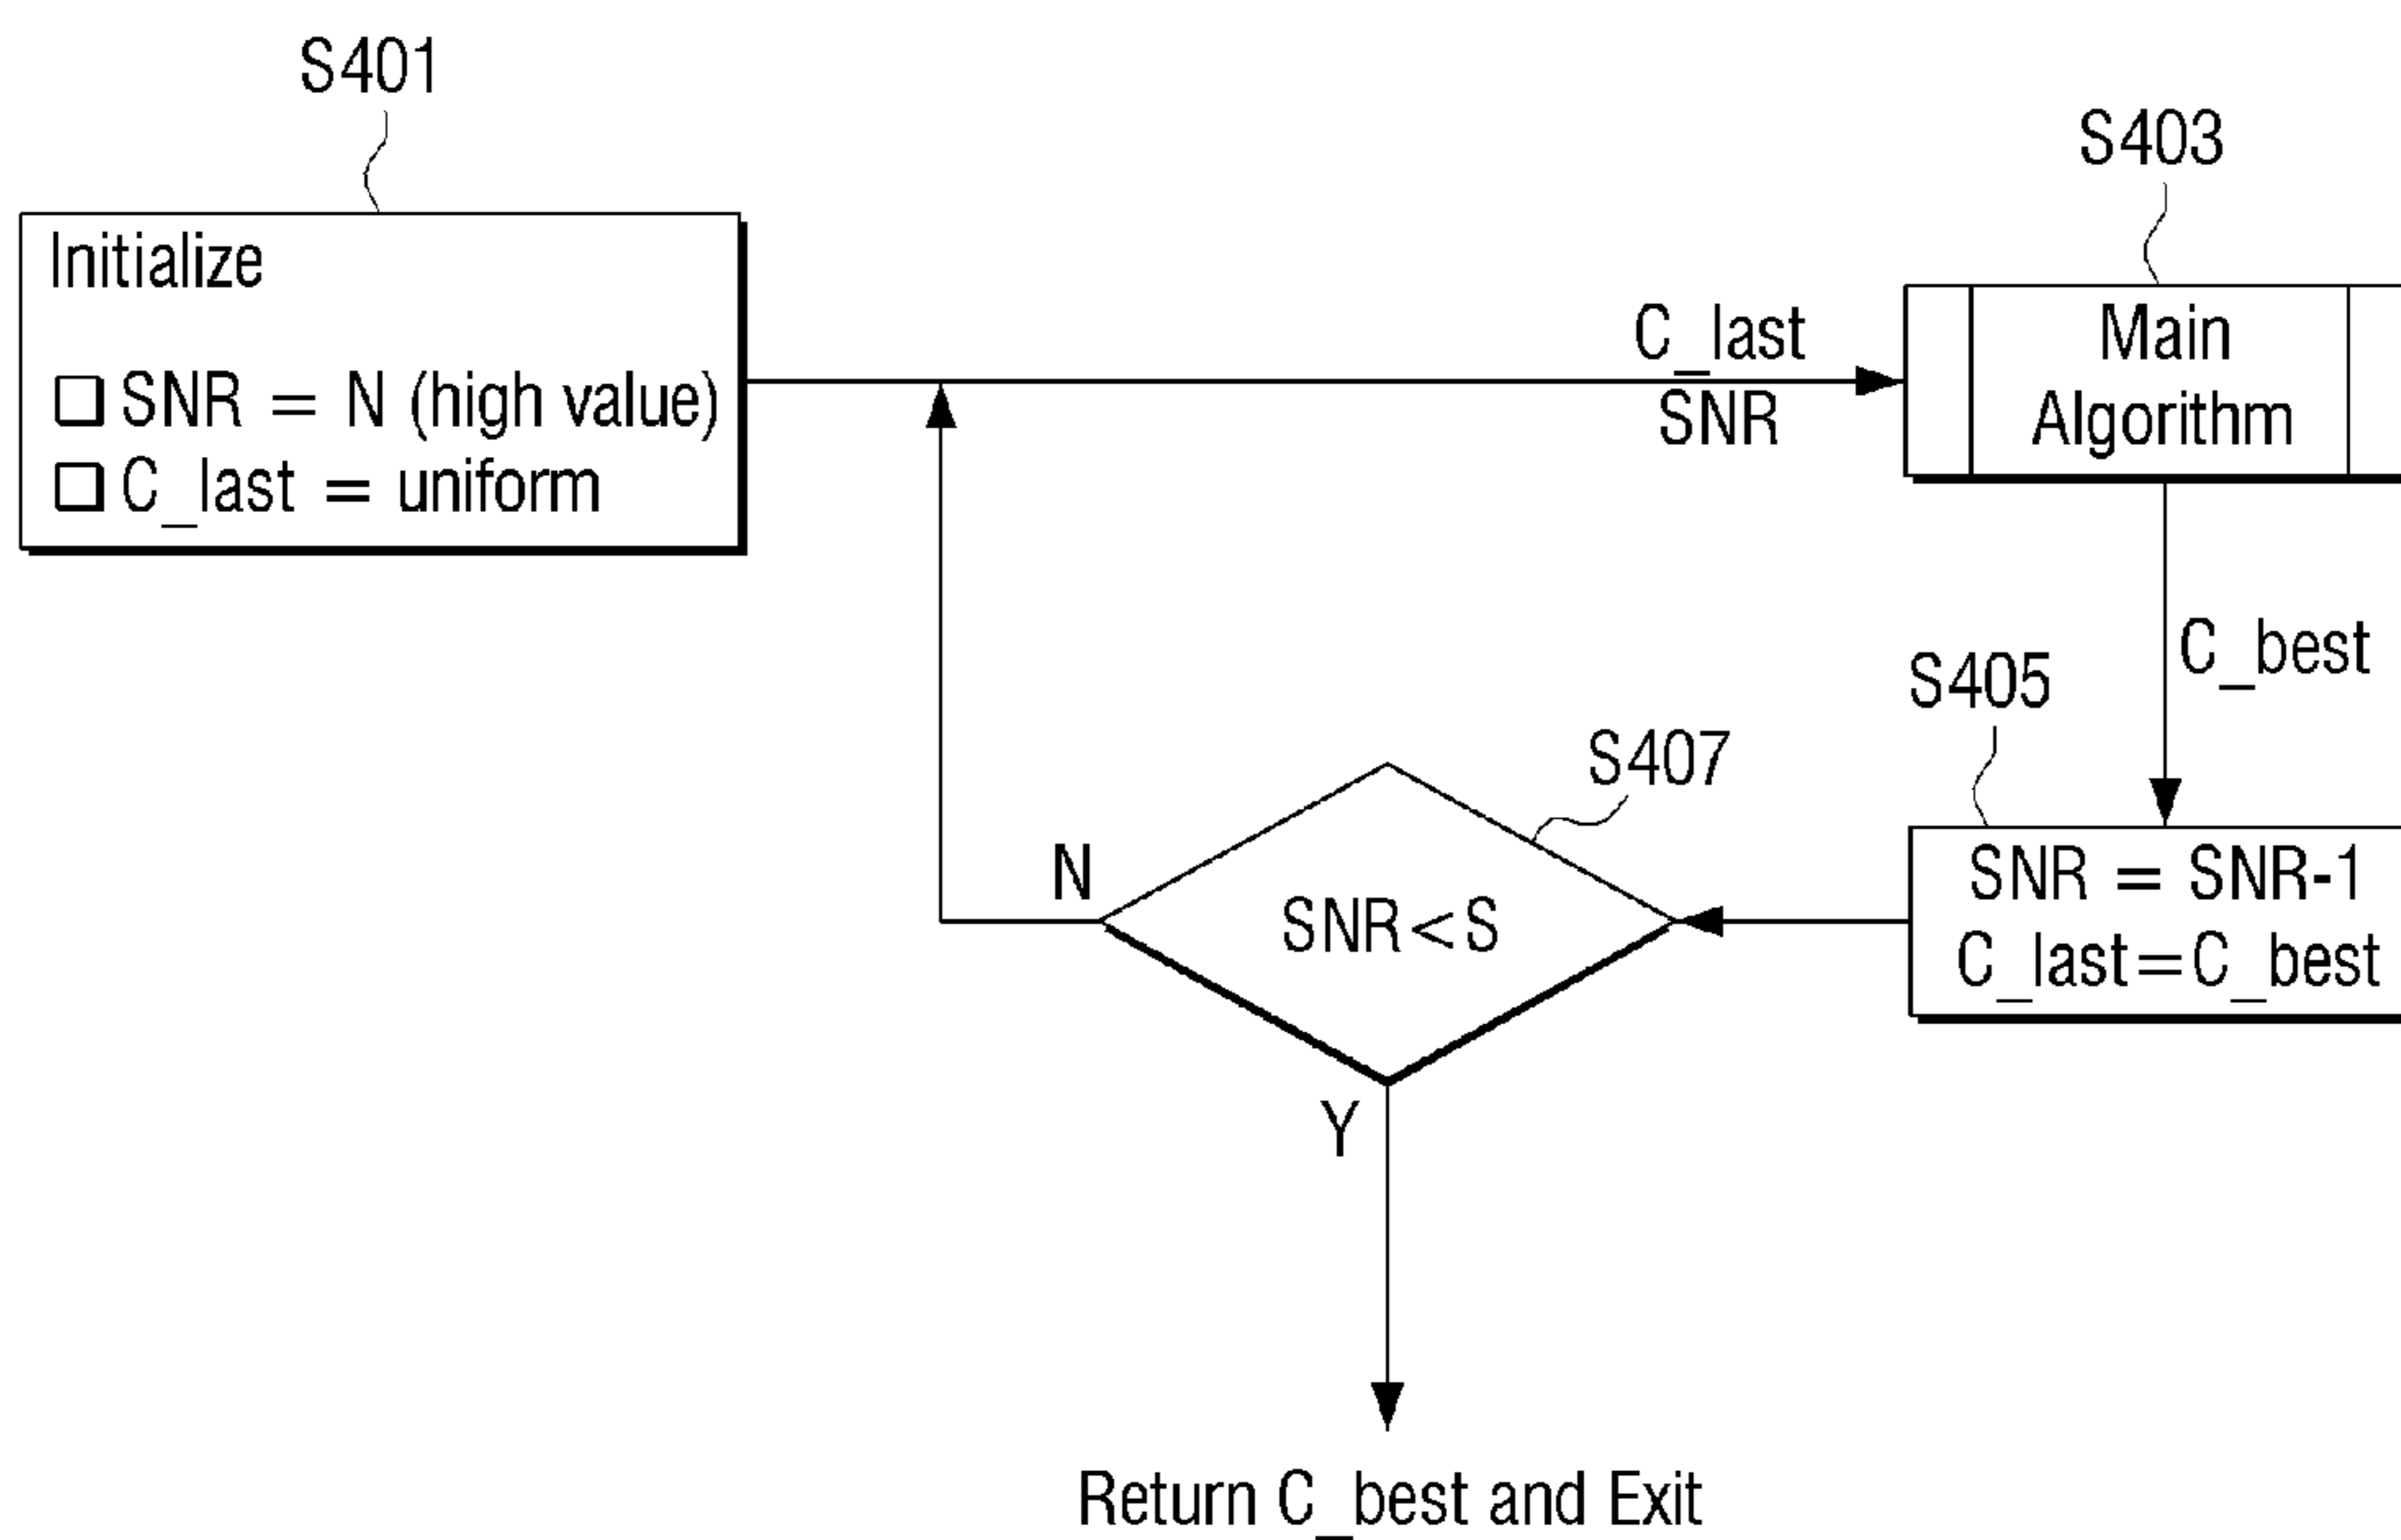 S401
Initialize
SNR = N (high value)
C_last = uniform
C_last
SNR
S403
Main
Algorithm
C_best
S405
SNR = SNR-1
C_last=C_best
S407
SNR<S
N
Y
Return C_best and Exit